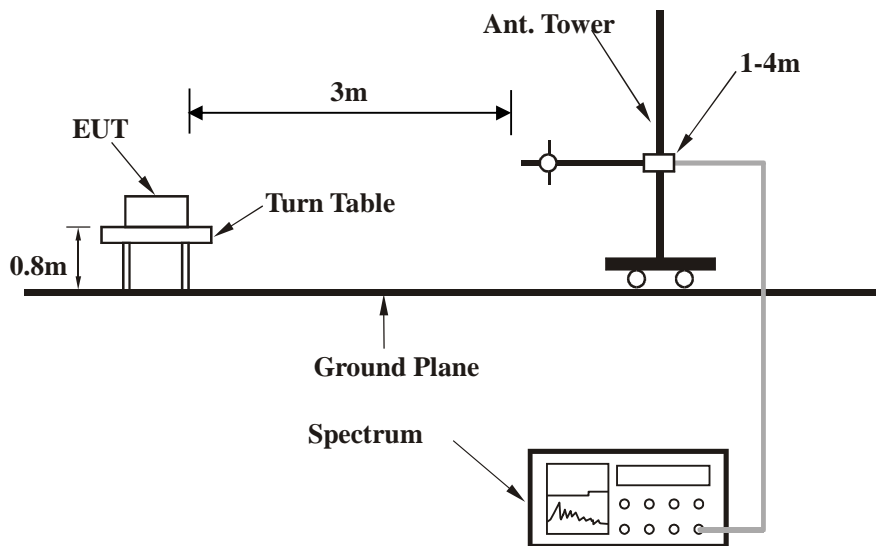 Ant. Tower
1-4m
3m
EUT
Turn Table
0.8m
Ground Plane
Spectrum